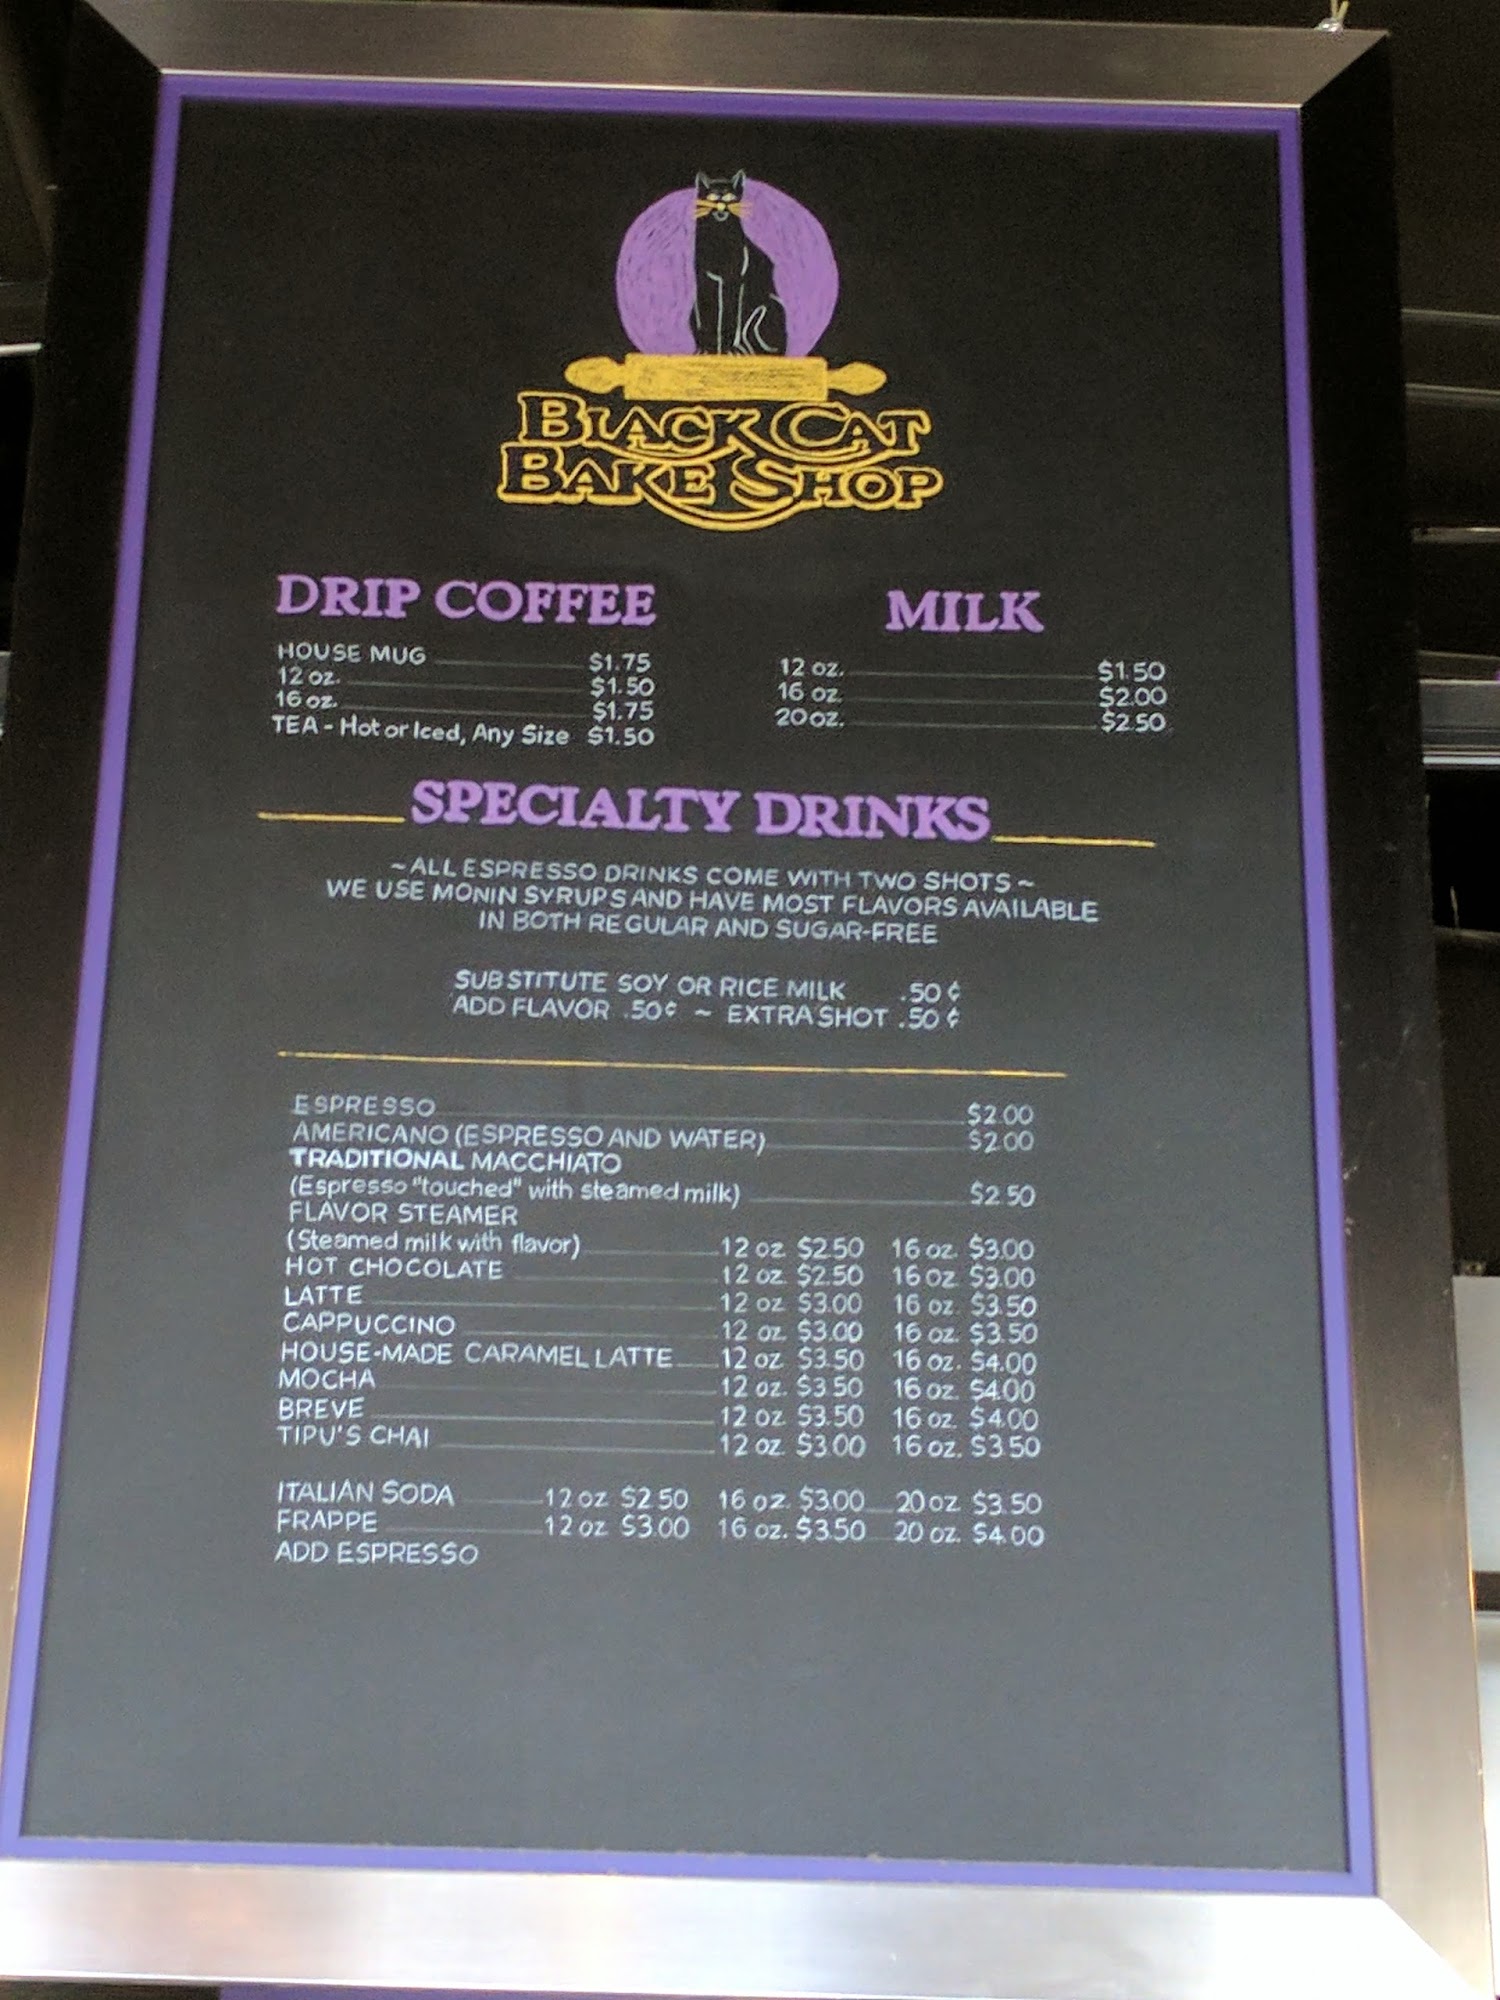 BLACK CAT
BAKE SHOP
DRIP COFFEE
HOUSE MUG $1.75
12 oz. $1.50
16 oz. $1.75
TEA - Hot or Iced, Any Size $1.50
MILK
12 oz. $1.50
16 oz. $2.00
20 oz. $2.50
SPECIALTY DRINKS
~ ALL ESPRESSO DRINKS COME WITH TWO SHOTS ~
WE USE MONIN SYRUPS AND HAVE MOST FLAVORS AVAILABLE
IN BOTH REGULAR AND SUGAR-FREE
SUBSTITUTE SOY OR RICE MILK .50¢
ADD FLAVOR .50¢ ~ EXTRA SHOT .50¢
ESPRESSO $2.00
AMERICANO (ESPRESSO AND WATER) $2.00
TRADITIONAL MACCHIATO
(Espresso "touched" with steamed milk) $2.50
FLAVOR STEAMER
(Steamed milk with flavor) 12 oz. $2.50 16 oz. $3.00
HOT CHOCOLATE 12 oz. $2.50 16 oz. $3.00
LATTE 12 oz. $3.00 16 oz. $3.50
CAPPUCCINO 12 oz. $3.00 16 oz. $3.50
HOUSE-MADE CARAMEL LATTE 12 oz. $3.50 16 oz. $4.00
MOCHA 12 oz. $3.50 16 oz. $4.00
BREVE 12 oz. $3.50 16 oz. $4.00
TIPU'S CHAI 12 oz. $3.00 16 oz. $3.50
ITALIAN SODA 12 oz. $2.50 16 oz. $3.00 20 oz. $3.50
FRAPPE 12 oz. $3.00 16 oz. $3.50 20 oz. $4.00
ADD ESPRESSO